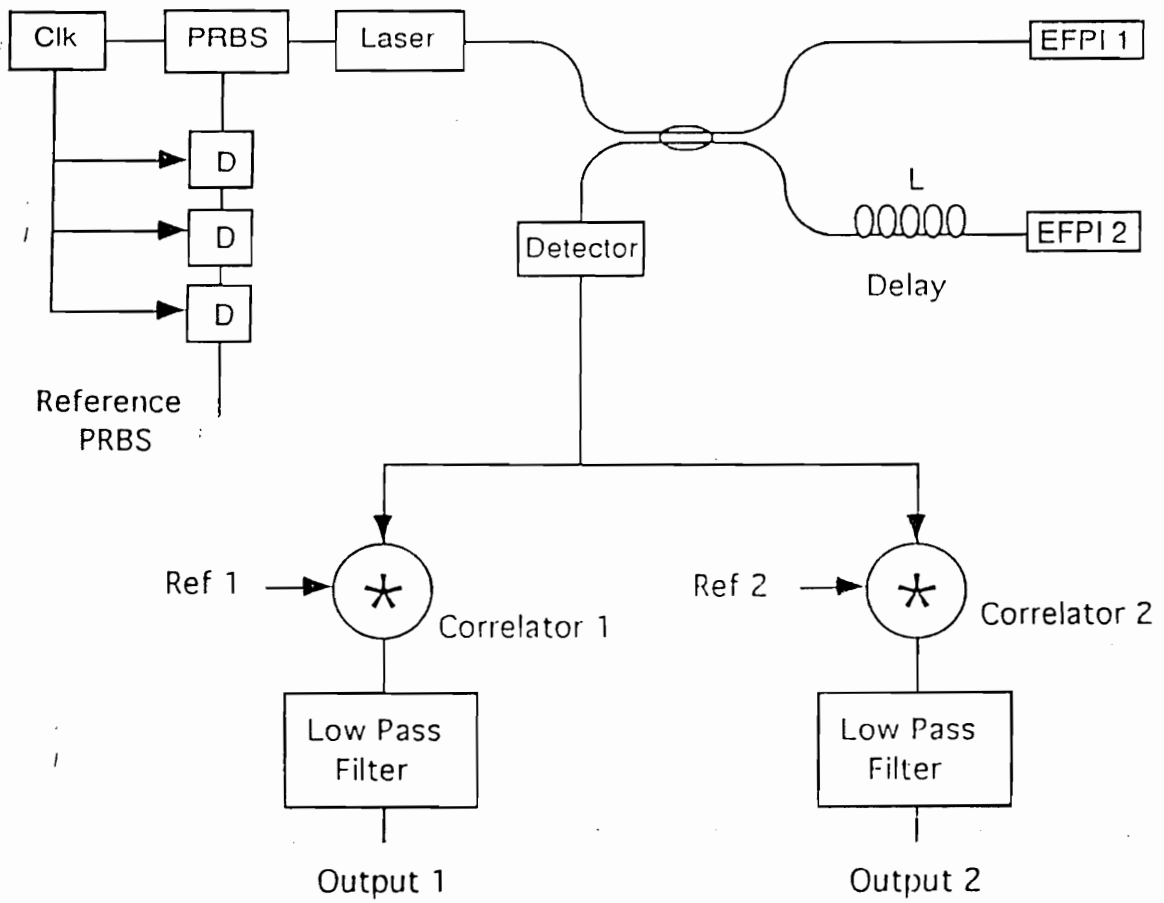 Clk
PRBS
Laser
EFPI 1
D
D
D
L
EFPI 2
Detector
Delay
Reference
PRBS
Ref 1
*
Correlator 1
Ref 2
*
Correlator 2
Low Pass
Filter
Low Pass
Filter
Output 1
Output 2